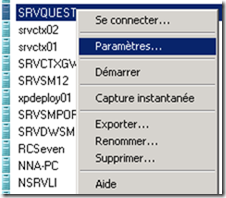 SRVQUEST
srvctx02
srvctx01
SRVCTXGW
SRVSM12
xpdeploy01
SRVSMPOF
SRVDWSM
RCSeven
NNA-PC
NSRVLI
Se connecter...
Paramètres...
Démarrer
Capture instantanée
Exporter...
Renommer...
Supprimer...
Aide